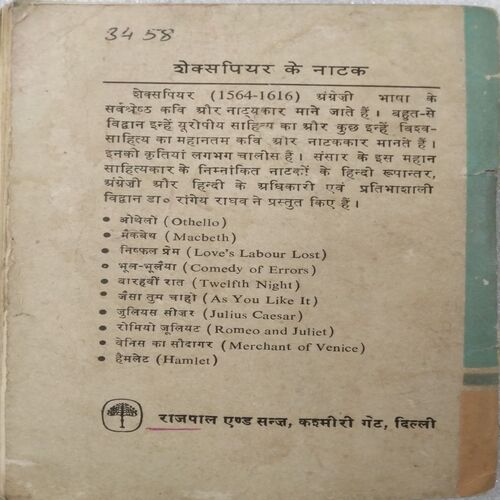 3458
शेक्सपियर के नाटक
शेक्सपियर (1564-1616) अंग्रेज़ी भाषा के
सर्वश्रेष्ठ कवि और नाट्यकार माने जाते हैं। बहुत-से
विद्वान इन्हें यूरोपीय साहित्य का और कुछ इन्हें विश्व-
साहित्य का महानतम कवि और नाटककार मानते हैं।
इनकी कृतियां लगभग चालीस हैं। संसार के इस महान
साहित्यकार के निम्नांकित नाटकों के हिन्दी रूपान्तर,
अंग्रेज़ी और हिन्दी के अधिकारी एवं प्रतिभाशाली
विद्वान डा० रांगेय राघव ने प्रस्तुत किए हैं।
• ओथेलो (Othello)
• मैकबेथ (Macbeth)
• निष्फल प्रेम (Love's Labour Lost)
• भूल-भुलैया (Comedy of Errors)
• बारहवीं रात (Twelfth Night)
• जैसा तुम चाहो (As You Like It)
• जूलियस सीज़र (Julius Caesar)
• रोमियो जूलियट (Romeo and Juliet)
• वेनिस का सौदागर (Merchant of Venice)
• हैमलेट (Hamlet)
राजपाल एण्ड सन्ज़, कश्मीरी गेट, दिल्ली